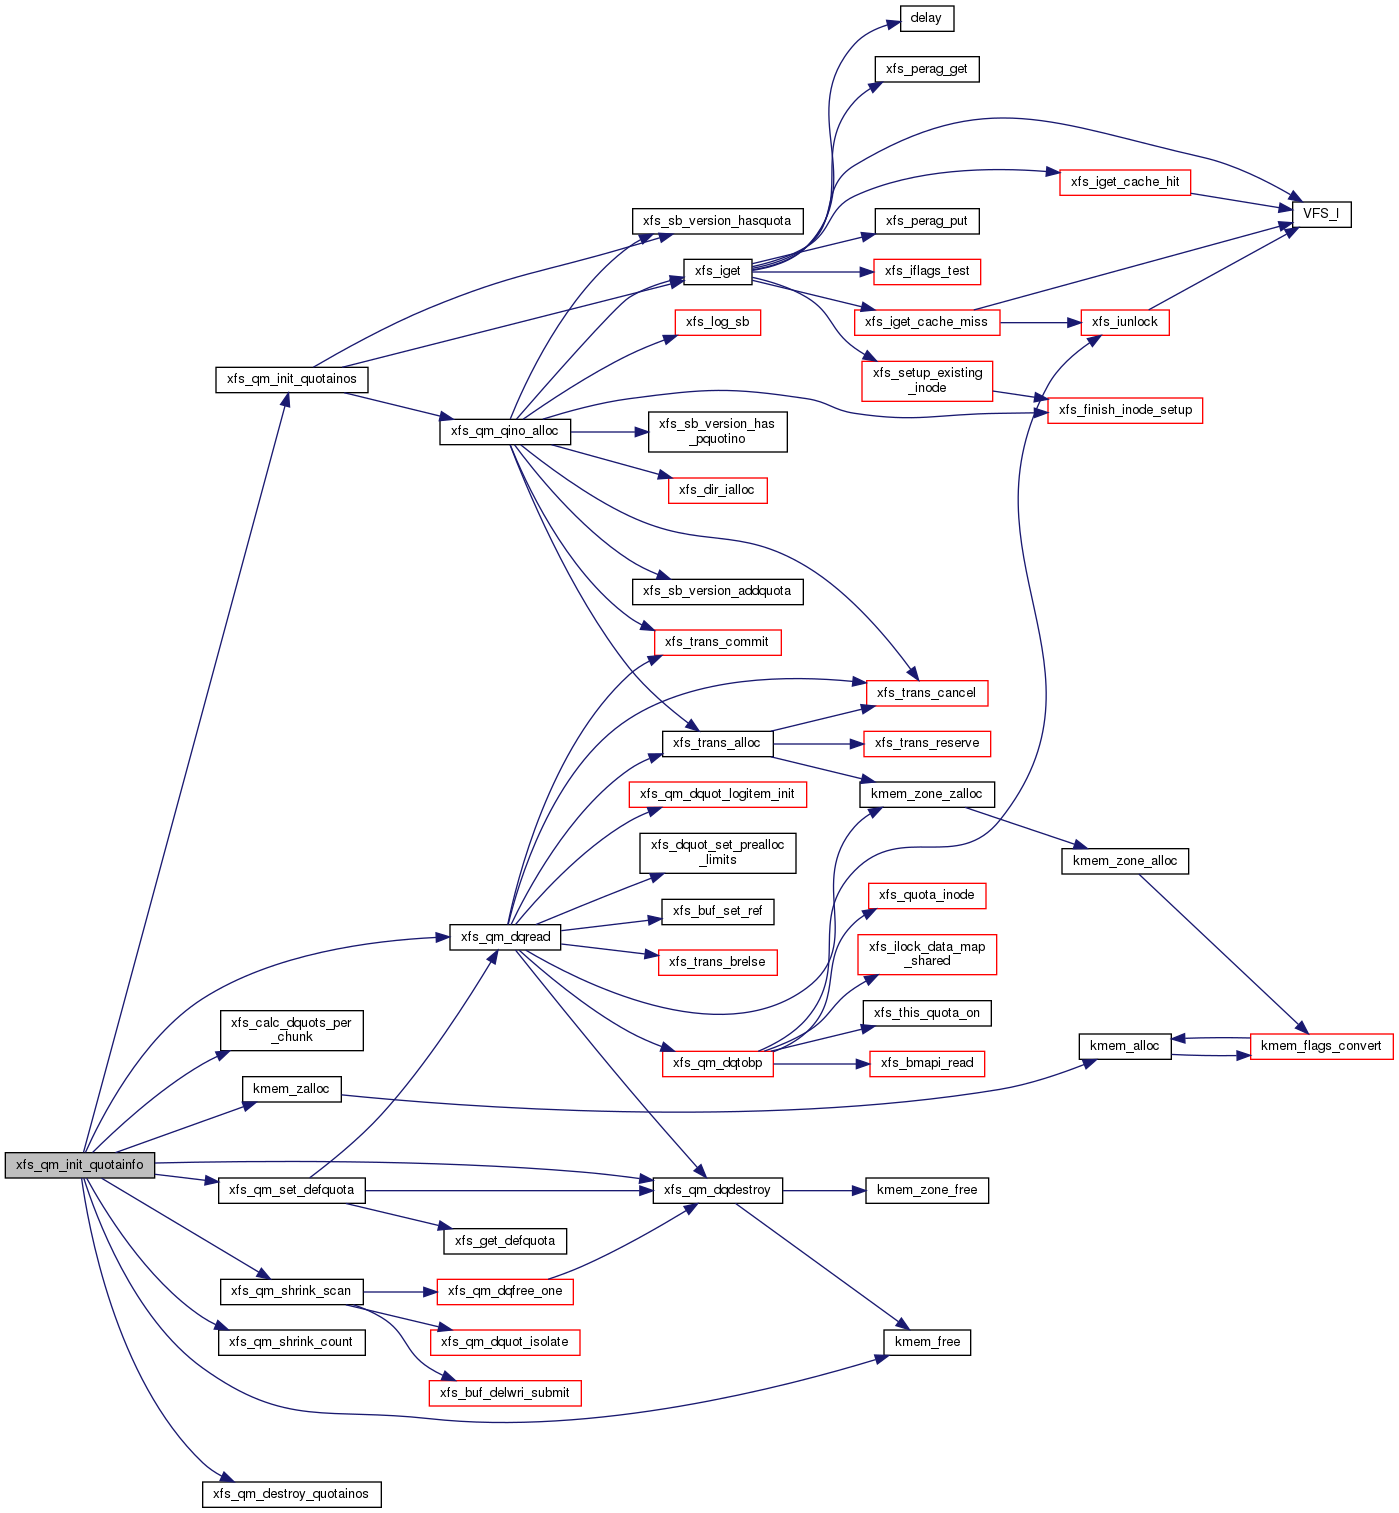 delay
xfs_perag_get
xfs_iget_cache_hit
VFS_I
xfs_sb_version_hasquota
xfs_perag_put
xfs_iget
xfs_iflags_test
xfs_log_sb
xfs_iget_cache_miss
xfs_iunlock
xfs_qm_init_quotainos
xfs_setup_existing
_inode
xfs_finish_inode_setup
xfs_qm_qino_alloc
xfs_sb_version_has
_pquotino
xfs_dir_ialloc
xfs_sb_version_addquota
xfs_trans_commit
xfs_trans_cancel
xfs_trans_alloc
xfs_trans_reserve
xfs_qm_dquot_logitem_init
kmem_zone_zalloc
xfs_dquot_set_prealloc
_limits
kmem_zone_alloc
xfs_quota_inode
xfs_buf_set_ref
xfs_qm_dqread
xfs_ilock_data_map
_shared
xfs_trans_brelse
xfs_this_quota_on
xfs_calc_dquots_per
_chunk
kmem_alloc
kmem_flags_convert
xfs_qm_dqtobp
xfs_bmapi_read
kmem_zalloc
xfs_qm_init_quotainfo
xfs_qm_set_defquota
xfs_qm_dqdestroy
kmem_zone_free
xfs_get_defquota
xfs_qm_shrink_scan
xfs_qm_dqfree_one
xfs_qm_shrink_count
xfs_qm_dquot_isolate
kmem_free
xfs_buf_delwri_submit
xfs_qm_destroy_quotainos